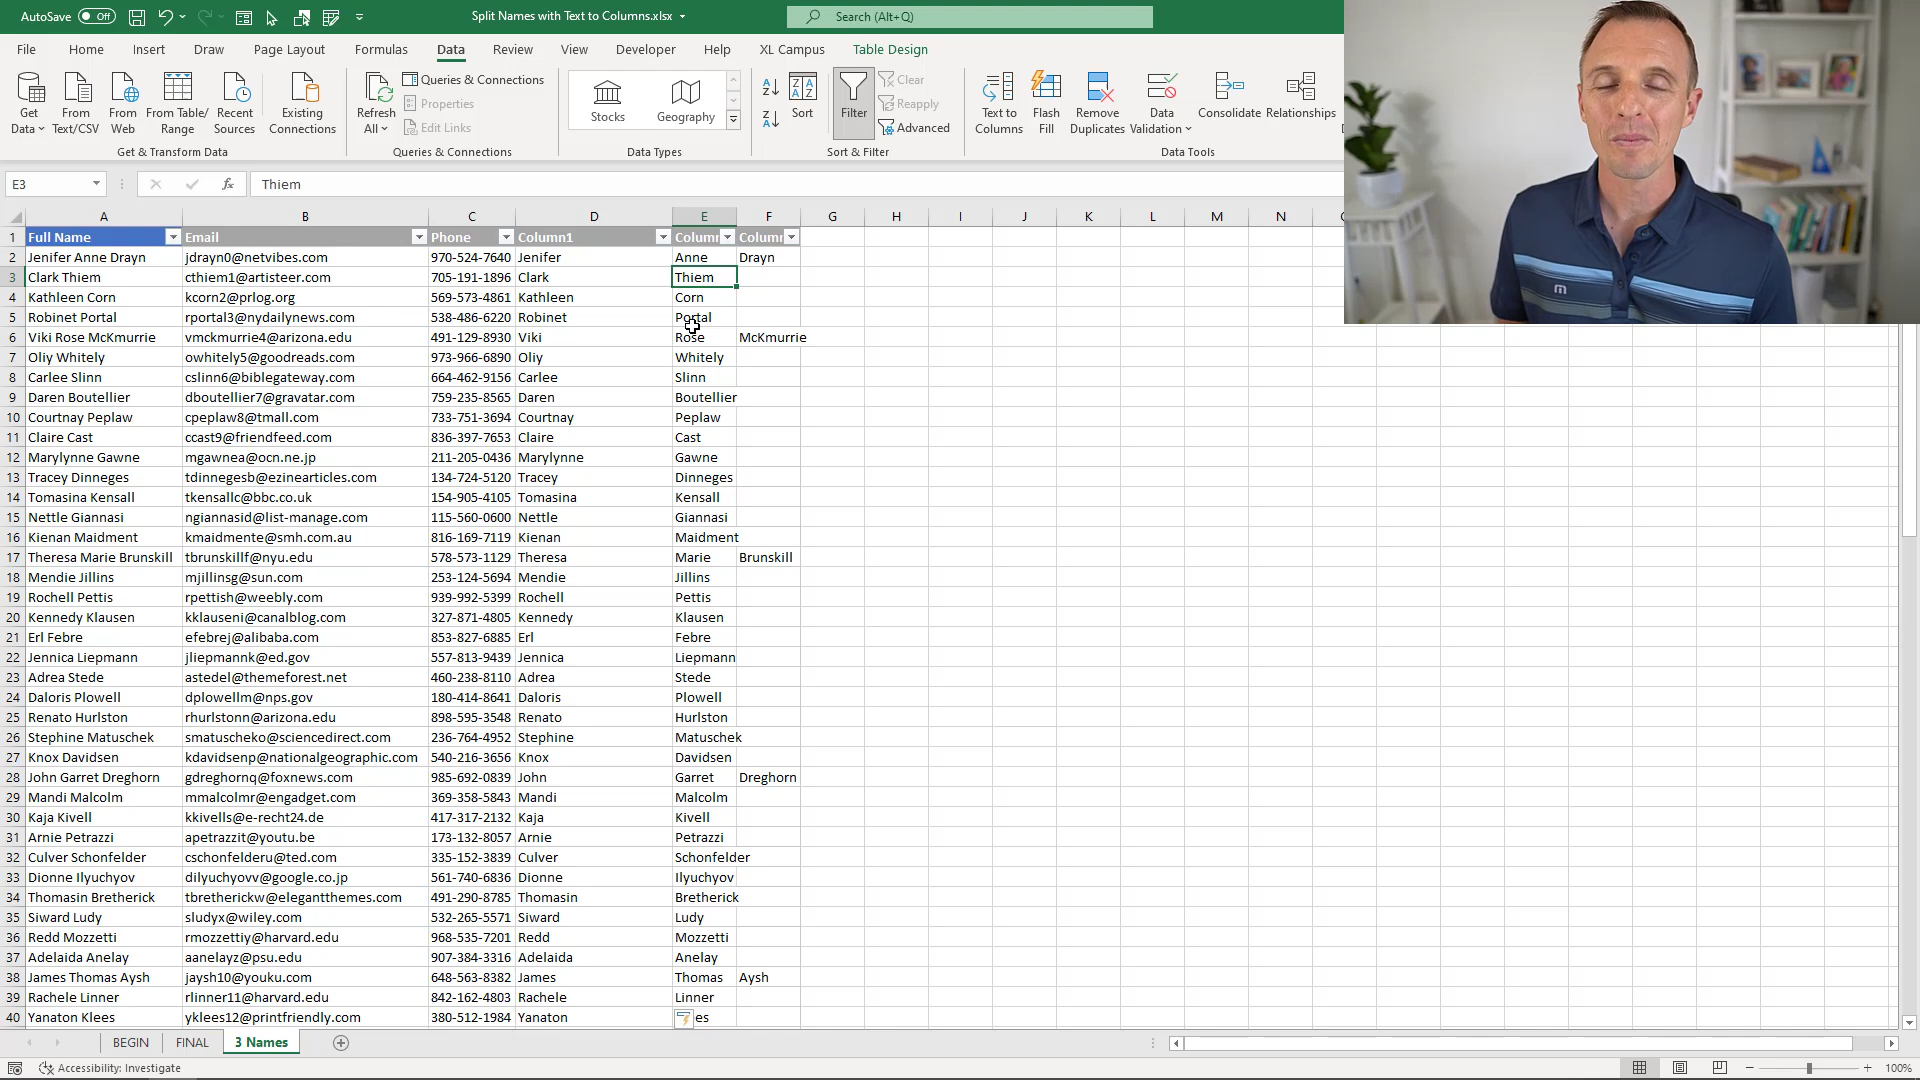 AutoSave Off
Split Names with Text to Columns.xlsx
Search (Alt+Q)
File Home Insert Draw Page Layout Formulas Data Review View Developer Help XL Campus Table Design
Get Data
From Text/CSV
From Web
From Table/ Range
Recent Sources
Existing Connections
Get & Transform Data
Refresh All
Queries & Connections
Properties
Edit Links
Queries & Connections
Stocks
Geography
Data Types
Sort
Filter
Clear
Reapply
Advanced
Sort & Filter
Text to Columns
Flash Fill
Remove Duplicates
Data Validation
Consolidate
Relationships
Data Tools
E3 fx Thiem
A B C D E F G H I J K L M N
1 Full Name Email Phone Column1 Colum Colum
2 Jenifer Anne Drayn jdrayn0@netvibes.com 970-524-7640 Jenifer Anne Drayn
3 Clark Thiem cthiem1@artisteer.com 705-191-1896 Clark Thiem
4 Kathleen Corn kcorn2@prlog.org 569-573-4861 Kathleen Corn
5 Robinet Portal rportal3@nydailynews.com 538-486-6220 Robinet Portal
6 Viki Rose McKmurrie vmckmurrie4@arizona.edu 491-129-8930 Viki Rose McKmurrie
7 Oliy Whitely owhitely5@goodreads.com 973-966-6890 Oliy Whitely
8 Carlee Slinn cslinn6@biblegateway.com 664-462-9156 Carlee Slinn
9 Daren Boutellier dboutellier7@gravatar.com 759-235-8565 Daren Boutellier
10 Courtnay Peplaw cpeplaw8@tmall.com 733-751-3694 Courtnay Peplaw
11 Claire Cast ccast9@friendfeed.com 836-397-7653 Claire Cast
12 Marylynne Gawne mgawnea@ocn.ne.jp 211-205-0436 Marylynne Gawne
13 Tracey Dinneges tdinnegesb@ezinearticles.com 134-724-5120 Tracey Dinneges
14 Tomasina Kensall tkensallc@bbc.co.uk 154-905-4105 Tomasina Kensall
15 Nettle Giannasi ngiannasid@list-manage.com 115-560-0600 Nettle Giannasi
16 Kienan Maidment kmaidmente@smh.com.au 816-169-7119 Kienan Maidment
17 Theresa Marie Brunskill tbrunskillf@nyu.edu 578-573-1129 Theresa Marie Brunskill
18 Mendie Jillins mjillinsg@sun.com 253-124-5694 Mendie Jillins
19 Rochell Pettis rpettish@weebly.com 939-992-5399 Rochell Pettis
20 Kennedy Klausen kklauseni@canalblog.com 327-871-4805 Kennedy Klausen
21 Erl Febre efebrej@alibaba.com 853-827-6885 Erl Febre
22 Jennica Liepmann jliepmannk@ed.gov 557-813-9439 Jennica Liepmann
23 Adrea Stede astedel@themeforest.net 460-238-8110 Adrea Stede
24 Daloris Plowell dplowellm@nps.gov 180-414-8641 Daloris Plowell
25 Renato Hurlston rhurlstonn@arizona.edu 898-595-3548 Renato Hurlston
26 Stephine Matuschek smatuscheko@sciencedirect.com 236-764-4952 Stephine Matuschek
27 Knox Davidsen kdavidsenp@nationalgeographic.com 540-216-3656 Knox Davidsen
28 John Garret Dreghorn gdreghornq@foxnews.com 985-692-0839 John Garret Dreghorn
29 Mandi Malcolm mmalcolmr@engadget.com 369-358-5843 Mandi Malcolm
30 Kaja Kivell kkivells@e-recht24.de 417-317-2132 Kaja Kivell
31 Arnie Petrazzi apetrazzit@youtu.be 173-132-8057 Arnie Petrazzi
32 Culver Schonfelder cschonfelderu@ted.com 335-152-3839 Culver Schonfelder
33 Dionne Ilyuchyov dilyuchyovv@google.co.jp 561-740-6836 Dionne Ilyuchyov
34 Thomasin Bretherick tbretherickw@elegantthemes.com 491-290-8785 Thomasin Bretherick
35 Siward Ludy sludyx@wiley.com 532-265-5571 Siward Ludy
36 Redd Mozzetti rmozzettiy@harvard.edu 968-535-7201 Redd Mozzetti
37 Adelaida Anelay aanelayz@psu.edu 907-384-3316 Adelaida Anelay
38 James Thomas Aysh jaysh10@youku.com 648-563-8382 James Thomas Aysh
39 Rachele Linner rlinner11@harvard.edu 842-162-4803 Rachele Linner
40 Yanaton Klees yklees12@printfriendly.com 380-512-1984 Yanaton es
BEGIN FINAL 3 Names
Accessibility: Investigate 100%